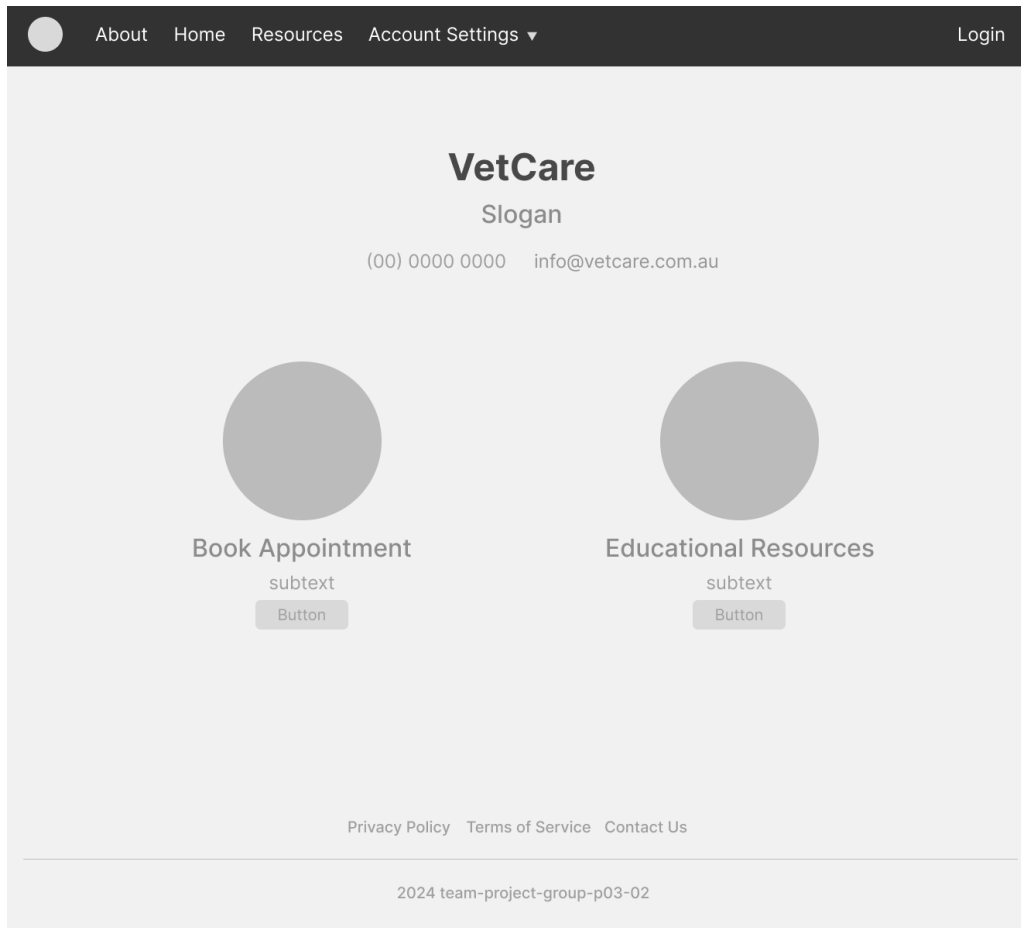 About Home Resources Account Settings ▼ Login
VetCare
Slogan
(00) 0000 0000 info@vetcare.com.au
Book Appointment Educational Resources
subtext subtext
Button Button
Privacy Policy Terms of Service Contact Us
2024 team-project-group-p03-02